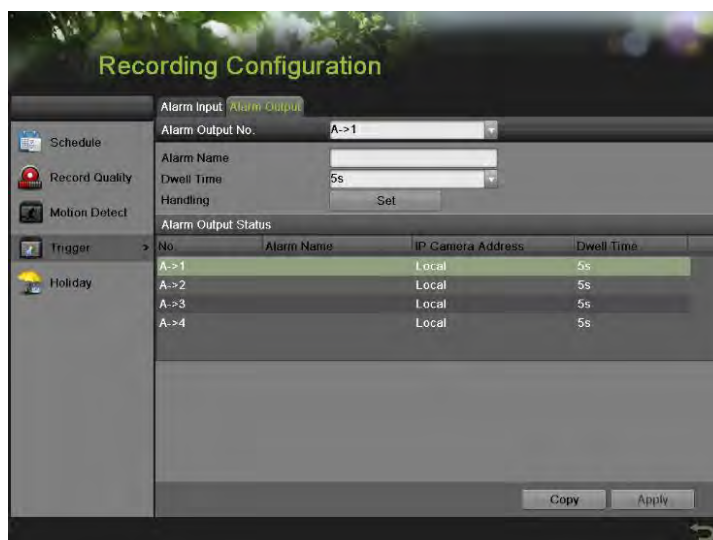 Recording Configuration
Alarm Input Alarm Output
Alarm Output No. A->1
Schedule
Alarm Name
Record Quality
Dwell Time 5s
Handling Set
Motion Detect
Alarm Output Status
Trigger >
No. Alarm Name IP Camera Address Dwell Time
A->1 Local 5s
Holiday
A->2 Local 5s
A->3 Local 5s
A->4 Local 5s
Copy Apply